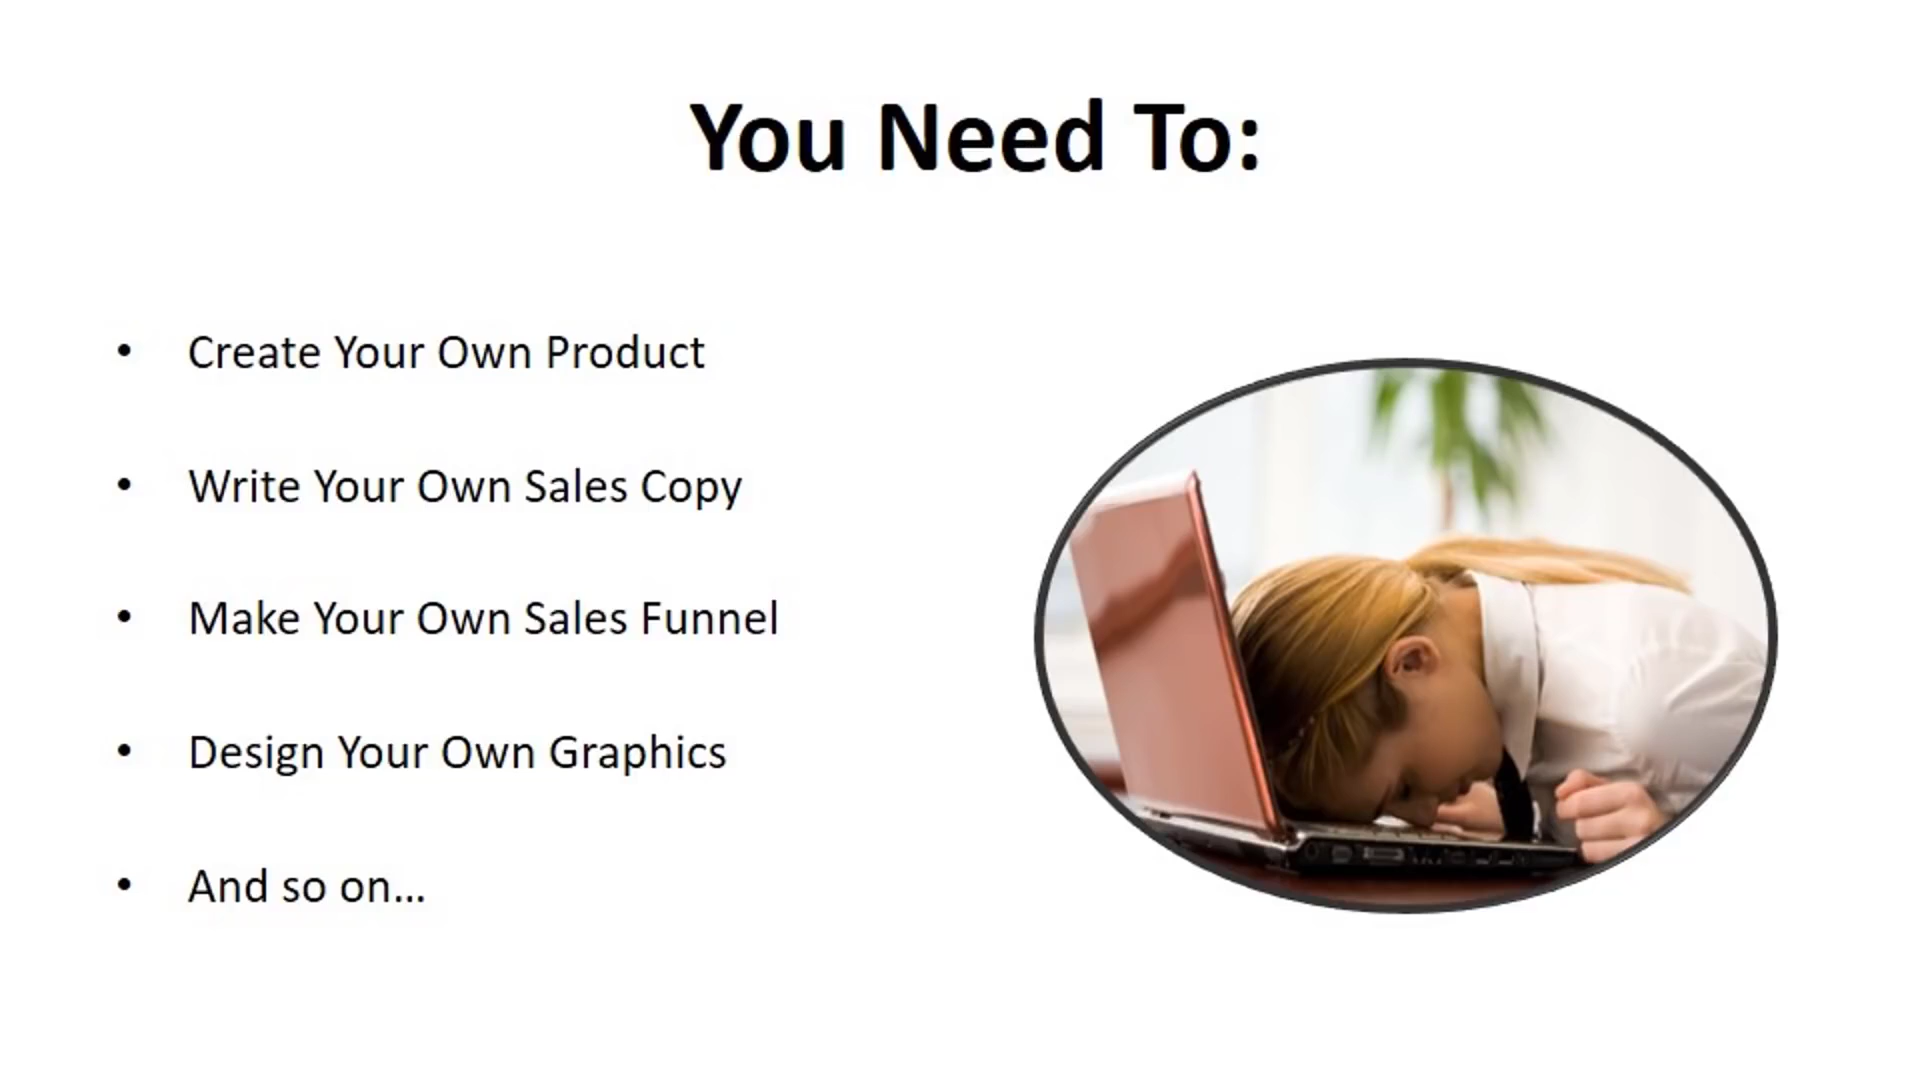 You Need To:
• Create Your Own Product
• Write Your Own Sales Copy
• Make Your Own Sales Funnel
• Design Your Own Graphics
• And so on...